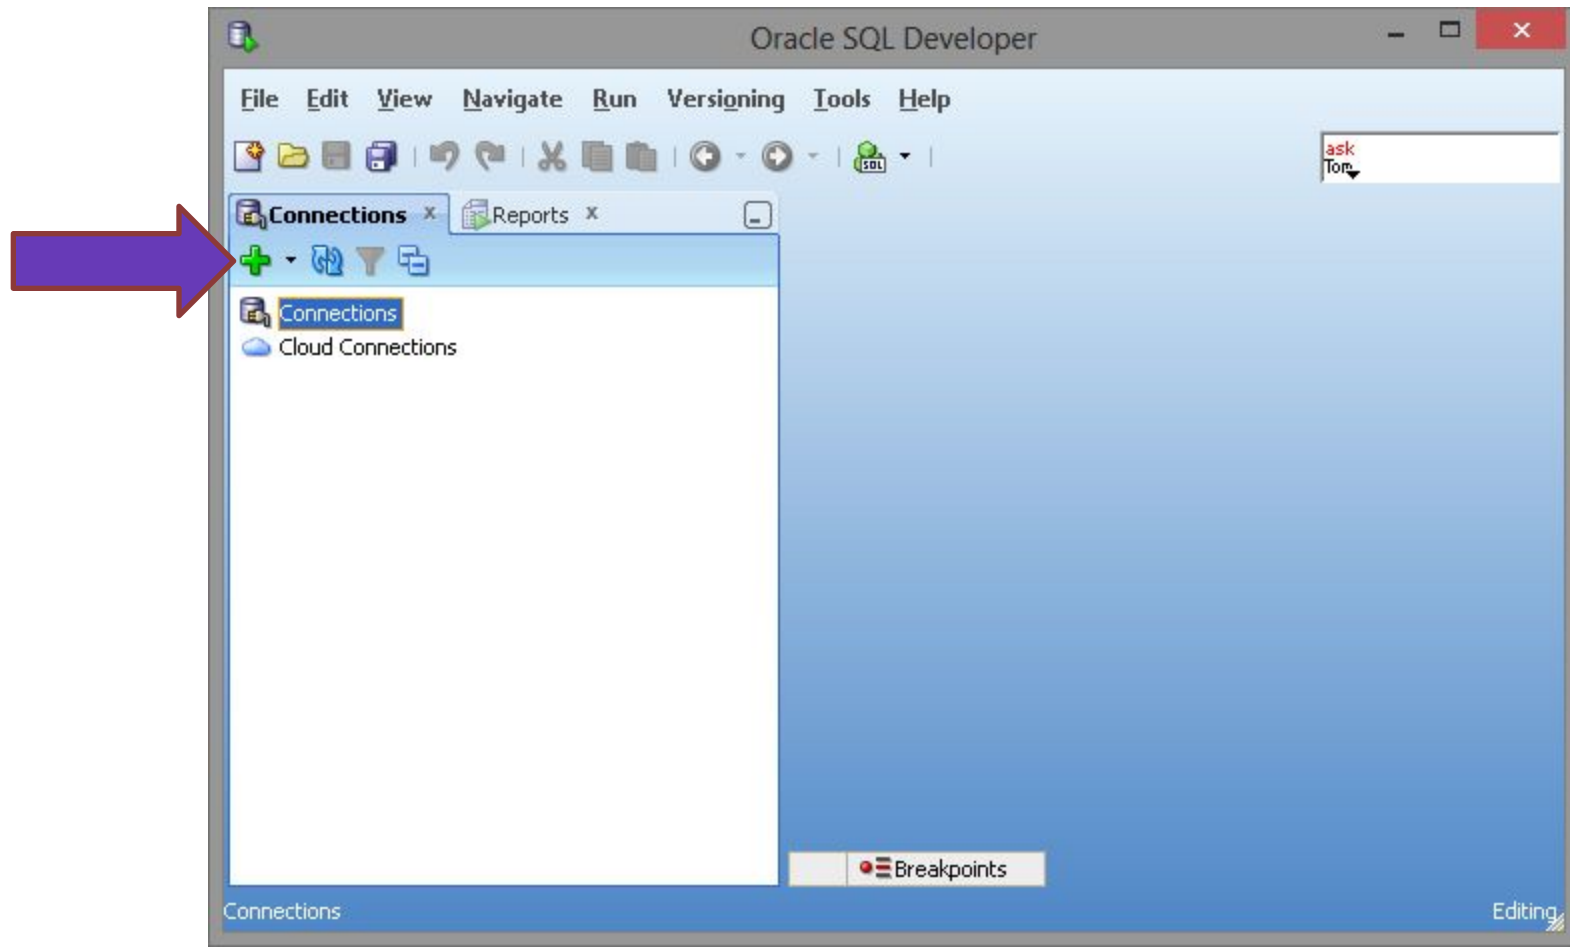 Oracle SQL Developer
File Edit View Navigate Run Versioning Tools Help
SQL
ask
Tom
Connections x Reports x
Connections
Cloud Connections
Breakpoints
Connections Editing